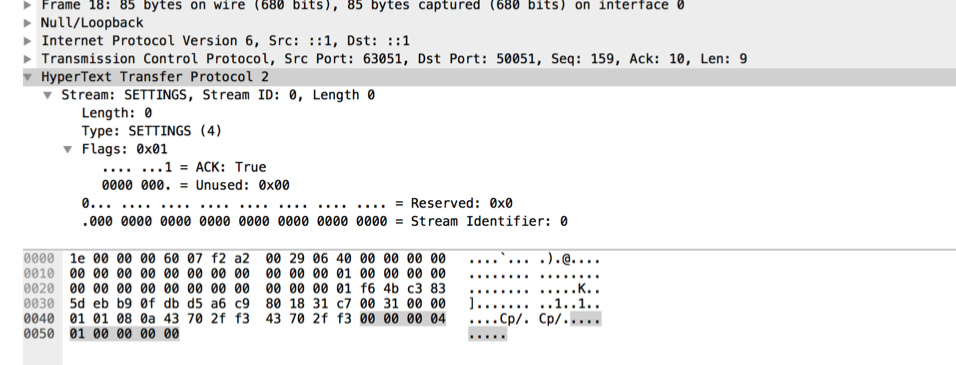 Frame 18: 85 bytes on wire (680 bits), 85 bytes captured (680 bits) on interface 0
Null/Loopback
Internet Protocol Version 6, Src: ::1, Dst: ::1
Transmission Control Protocol, Src Port: 63051, Dst Port: 50051, Seq: 159, Ack: 10, Len: 9
HyperText Transfer Protocol 2
Stream: SETTINGS, Stream ID: 0, Length 0
Length: 0
Type: SETTINGS (4)
Flags: 0x01
.... ...1 = ACK: True
0000 000. = Unused: 0x00
0... .... .... .... .... .... .... .... = Reserved: 0x0
.000 0000 0000 0000 0000 0000 0000 0000 = Stream Identifier: 0
0000 1e 00 00 00 60 07 f2 a2 00 29 06 40 00 00 00 00 ....`... .).@....
0010 00 00 00 00 00 00 00 00 00 00 00 01 00 00 00 00 ........ ........
0020 00 00 00 00 00 00 00 00 00 00 00 01 f6 4b c3 83 ........ .....K..
0030 5d eb b9 0f db d5 a6 c9 80 18 31 c7 00 31 00 00 ]....... ..1..1..
0040 01 01 08 0a 43 70 2f f3 43 70 2f f3 00 00 00 04 ....Cp/. Cp/.....
0050 01 00 00 00 00 .....